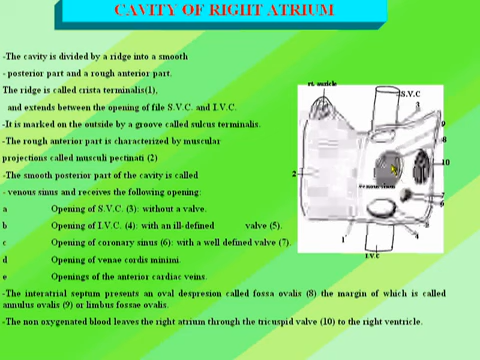 CAVITY OF RIGHT ATRIUM
-The cavity is divided by a ridge into a smooth
- posterior part and a rough anterior part.
The ridge is called crista terminalis(1),
and extends between the opening of file S.V.C. and I.V.C.
-It is marked on the outside by a groove called sulcus terminalis.
-The rough anterior part is characterized by muscular
projections called musculi pectinati (2)
-The smooth posterior part of the cavity is called
- venous sinus and receives the following opening:
a Opening of S.V.C. (3): without a valve.
b Opening of I.V.C. (4): with an ill-defined valve (5).
c Opening of coronary sinus (6): with a well defined valve (7).
d Opening of venae cordis minimi
e Openings of the anterior cardiac veins.
-The interatrial septum presents an oval despresion called fossa ovalis (8) the margin of which is called
annulus ovalis (9) or limbus fossae ovalis.
-The non oxygenated blood leaves the right atrium through the tricuspid valve (10) to the right ventricle.
rt. auricle
S.V.C
3
9
8
10
2
7
6
5
4
1
I.V.C